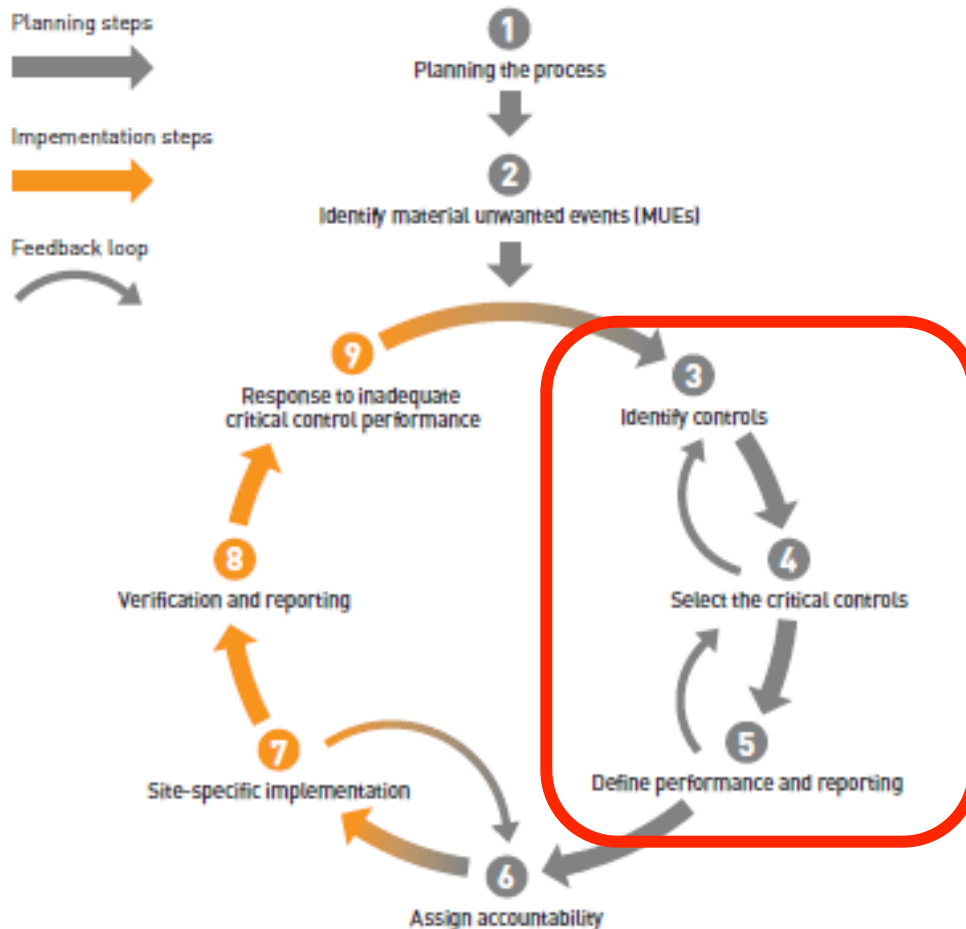 Planning steps
Impementation steps
Feedback loop
1
Planning the process
2
Identify material unwanted events (MUEs)
3
Identify controls
4
Select the critical controls
5
Define performance and reporting
6
Assign accountability
7
Site-specific implementation
8
Verification and reporting
9
Response to inadequate
critical control performance